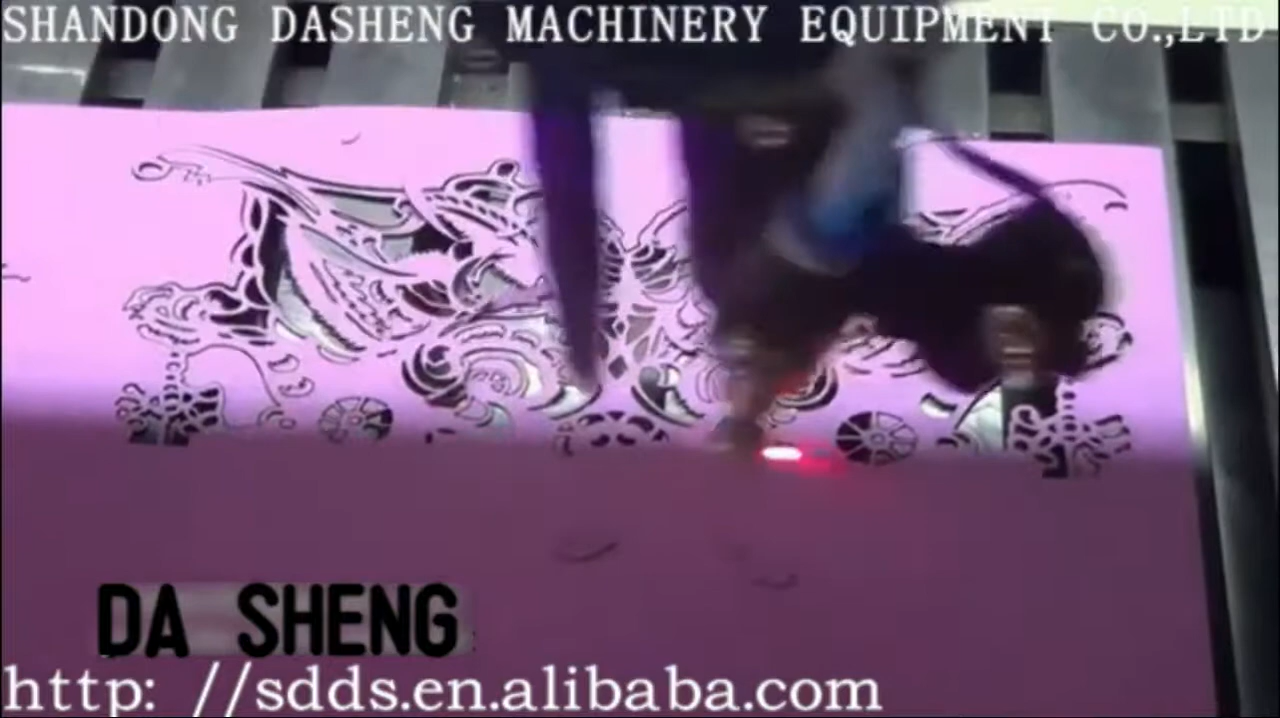 SHANDONG DASHENG MACHINERY EQUIPMENT CO.,LTD
DA SHENG
http: //sdds.en.alibaba.com